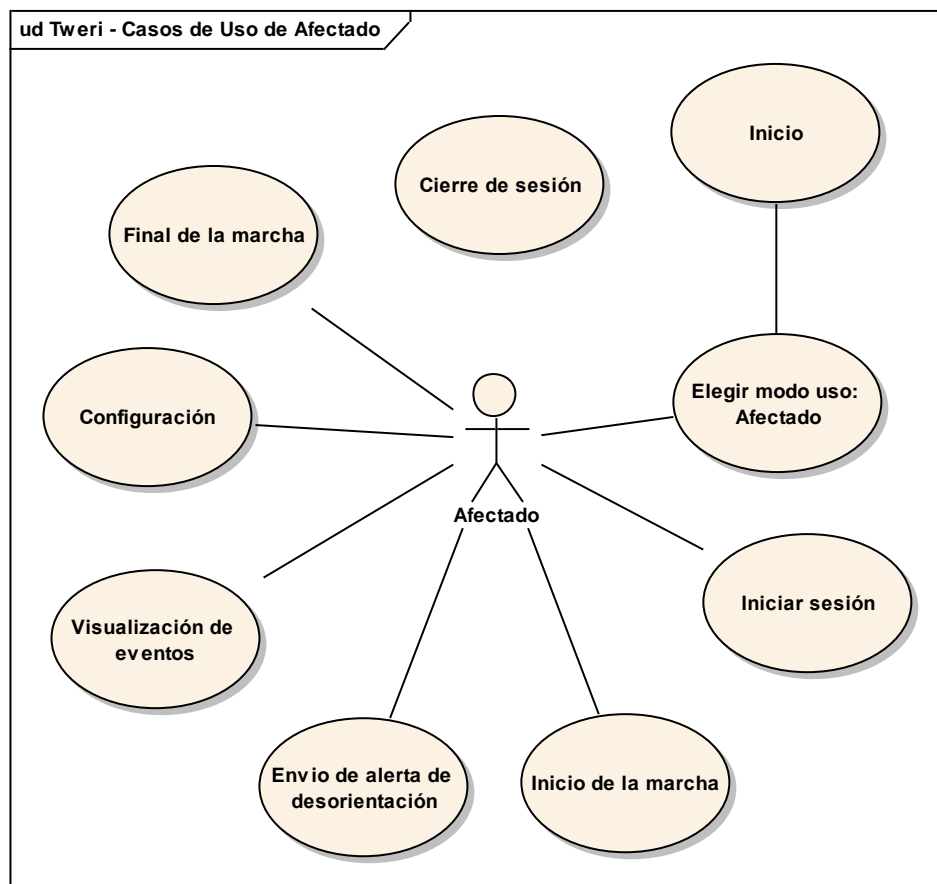 ud Tweri - Casos de Uso de Afectado
Inicio
Cierre de sesión
Final de la marcha
Elegir modo uso:
Afectado
Configuración
Afectado
Iniciar sesión
Visualización de
eventos
Envio de alerta de
desorientación
Inicio de la marcha